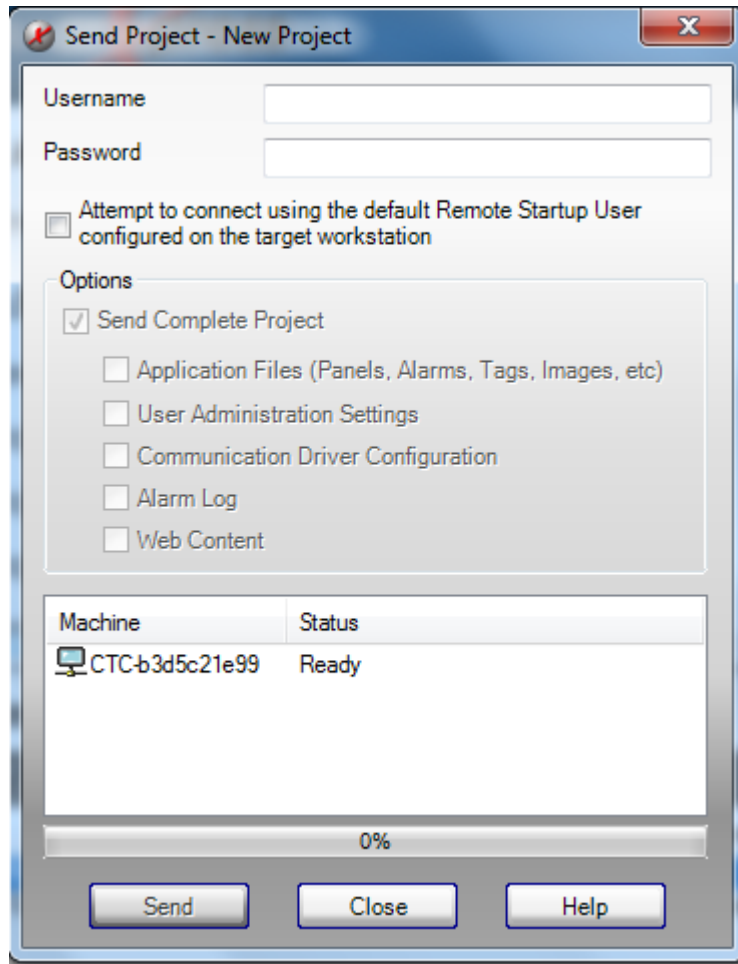 Send Project - New Project
Username
Password
Attempt to connect using the default Remote Startup User
configured on the target workstation
Options
Send Complete Project
Application Files (Panels, Alarms, Tags, Images, etc)
User Administration Settings
Communication Driver Configuration
Alarm Log
Web Content
Machine Status
CTC-b3d5c21e99 Ready
0%
Send Close Help